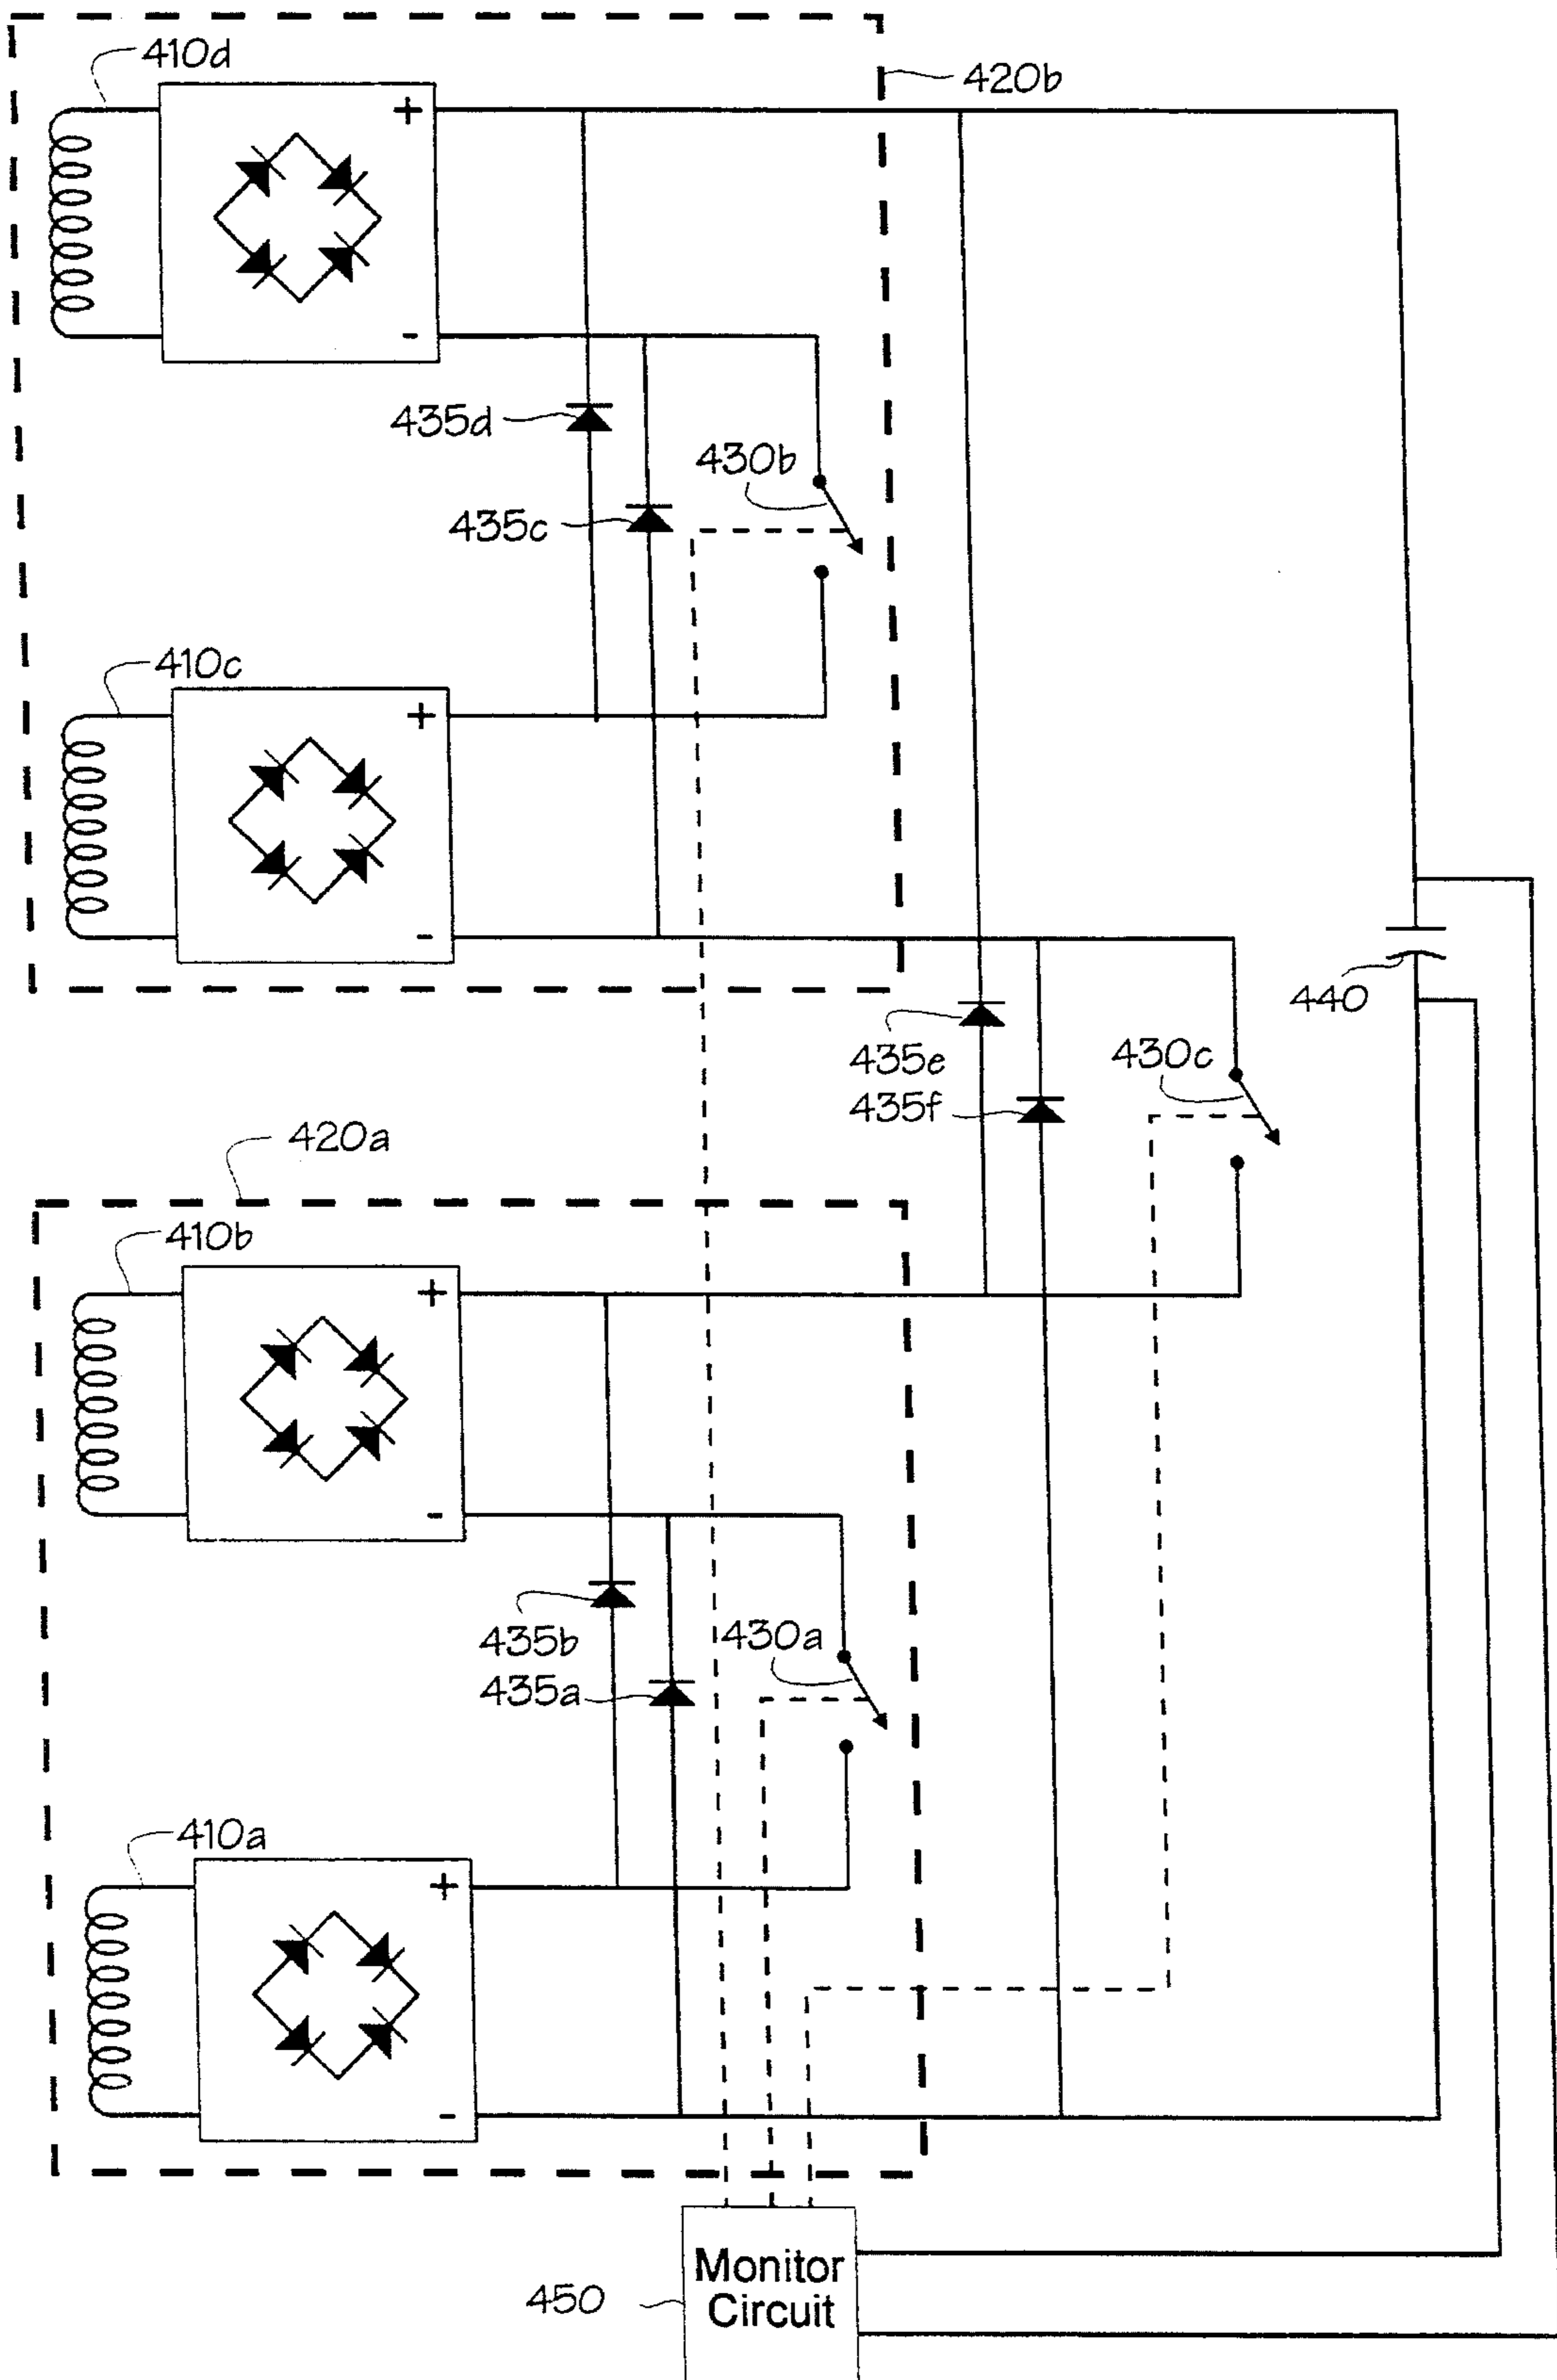 410d
420b
+
-
435d
430b
435c
410c
+
-
440
435e
430c
435f
420a
410b
+
-
435b
430a
435a
410a
+
-
Monitor
Circuit
450